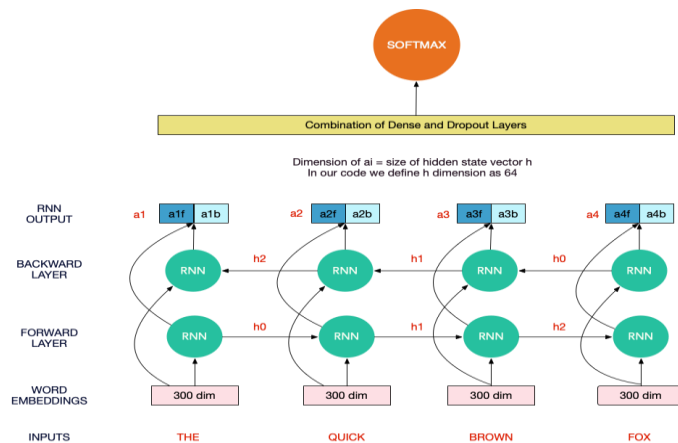 SOFTMAX
Combination of Dense and Dropout Layers
Dimension of ai = size of hidden state vector h
In our code we define h dimension as 64
RNN
OUTPUT
a1 a1f a1b a2 a2f a2b a3 a3f a3b a4 a4f a4b
BACKWARD
LAYER
RNN h2 RNN h1 RNN h0 RNN
FORWARD
LAYER
RNN h0 RNN h1 RNN h2 RNN
WORD
EMBEDDINGS
300 dim 300 dim 300 dim 300 dim
INPUTS THE QUICK BROWN FOX